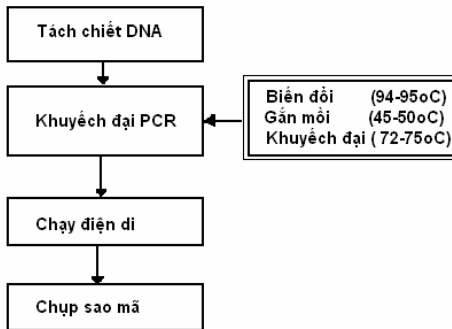 Tách chiết DNA
Khuyếch đại PCR
Biến đổi (94-95oC)
Gắn mồi (45-50oC)
Khuyếch đại ( 72-75oC)
Chạy điện di
Chụp sao mã